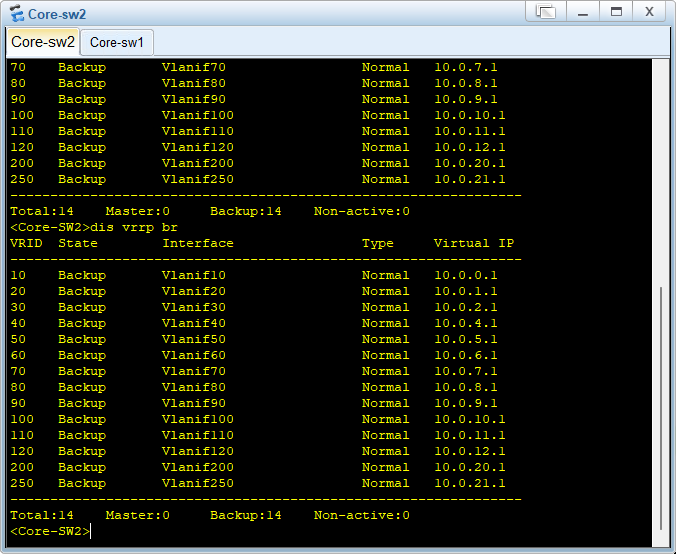 Core-sw2
X
Core-sw2 Core-sw1
70 Backup Vlanif70 Normal 10.0.7.1
80 Backup Vlanif80 Normal 10.0.8.1
90 Backup Vlanif90 Normal 10.0.9.1
100 Backup Vlanif100 Normal 10.0.10.1
110 Backup Vlanif110 Normal 10.0.11.1
120 Backup Vlanif120 Normal 10.0.12.1
200 Backup Vlanif200 Normal 10.0.20.1
250 Backup Vlanif250 Normal 10.0.21.1
----------------------------------------------------------------
Total:14 Master:0 Backup:14 Non-active:0
<Core-SW2>dis vrrp br
VRID State Interface Type Virtual IP
----------------------------------------------------------------
10 Backup Vlanif10 Normal 10.0.0.1
20 Backup Vlanif20 Normal 10.0.1.1
30 Backup Vlanif30 Normal 10.0.2.1
40 Backup Vlanif40 Normal 10.0.4.1
50 Backup Vlanif50 Normal 10.0.5.1
60 Backup Vlanif60 Normal 10.0.6.1
70 Backup Vlanif70 Normal 10.0.7.1
80 Backup Vlanif80 Normal 10.0.8.1
90 Backup Vlanif90 Normal 10.0.9.1
100 Backup Vlanif100 Normal 10.0.10.1
110 Backup Vlanif110 Normal 10.0.11.1
120 Backup Vlanif120 Normal 10.0.12.1
200 Backup Vlanif200 Normal 10.0.20.1
250 Backup Vlanif250 Normal 10.0.21.1
----------------------------------------------------------------
Total:14 Master:0 Backup:14 Non-active:0
<Core-SW2>